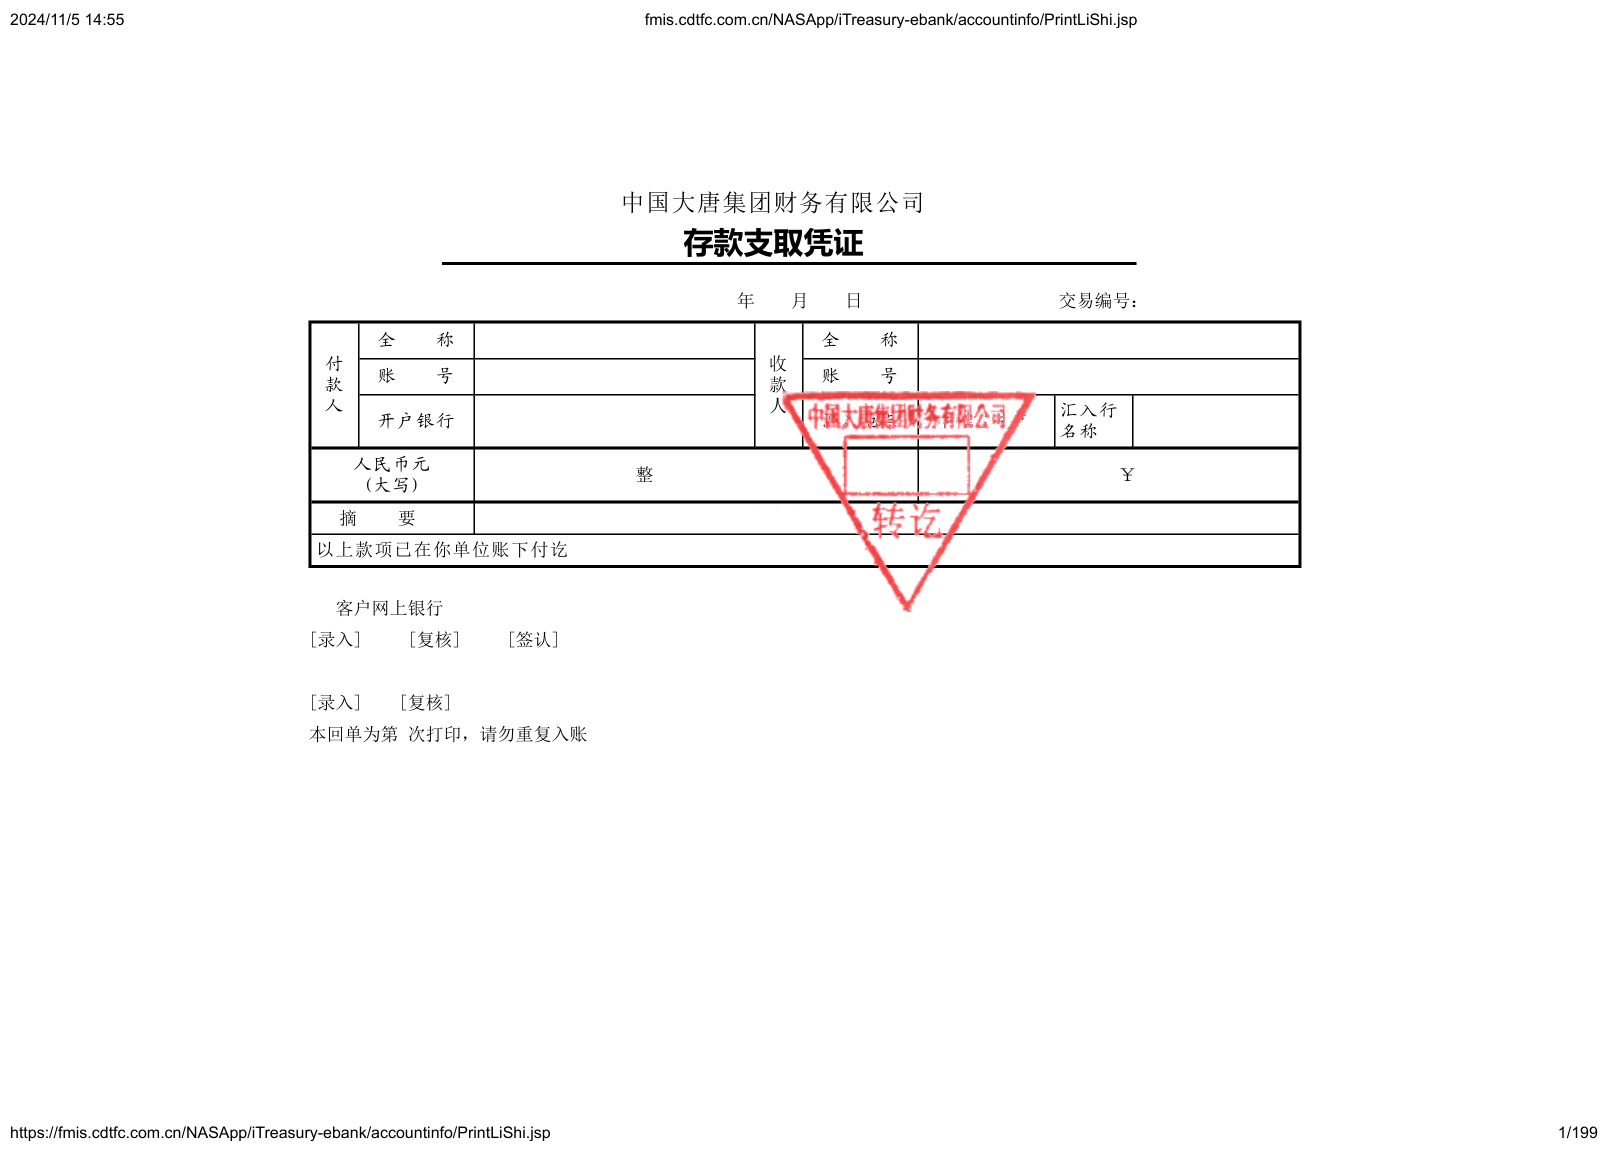 2024/11/5 14:55 fmis.cdtfc.com.cn/NASApp/iTreasury-ebank/accountinfo/PrintLiShi.jsp
中国大唐集团财务有限公司
存款支取凭证
年 月 日 交易编号：
付款人 全 称 收款人 全 称
账 号 账 号
开户银行 汇入行名称
中国大唐集团财务有限公司
人民币元（大写） 整 ￥
转讫
摘 要
以上款项已在你单位账下付讫
客户网上银行
[录入] [复核] [签认]
[录入] [复核]
本回单为第 次打印，请勿重复入账
https://fmis.cdtfc.com.cn/NASApp/iTreasury-ebank/accountinfo/PrintLiShi.jsp 1/199